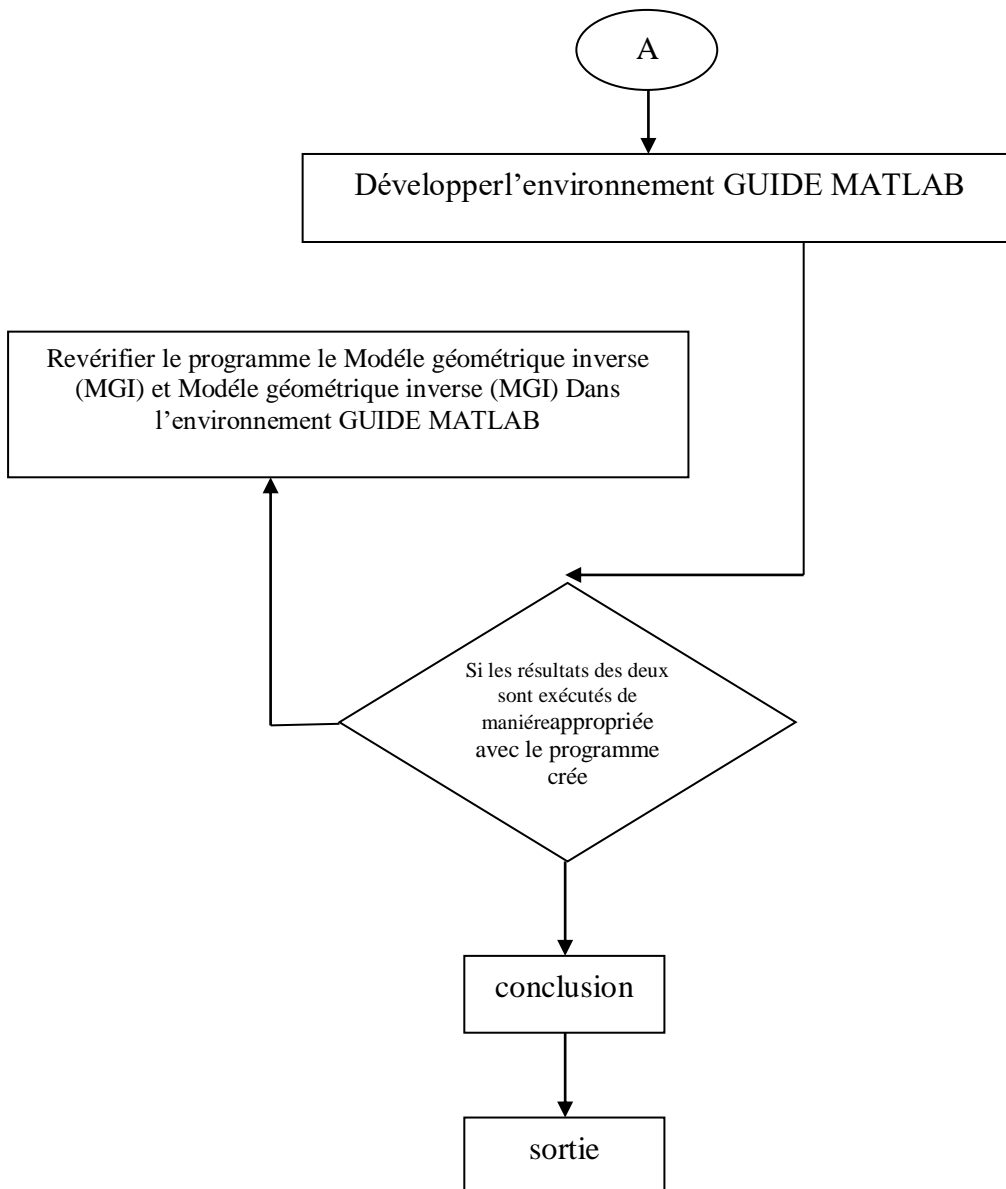 A
Développerl’environnement GUIDE MATLAB
Revérifier le programme le Modéle géométrique inverse
(MGI) et Modéle géométrique inverse (MGI) Dans
l’environnement GUIDE MATLAB
Si les résultats des deux
sont exécutés de
maniéreappropriée
avec le programme
crée
conclusion
sortie